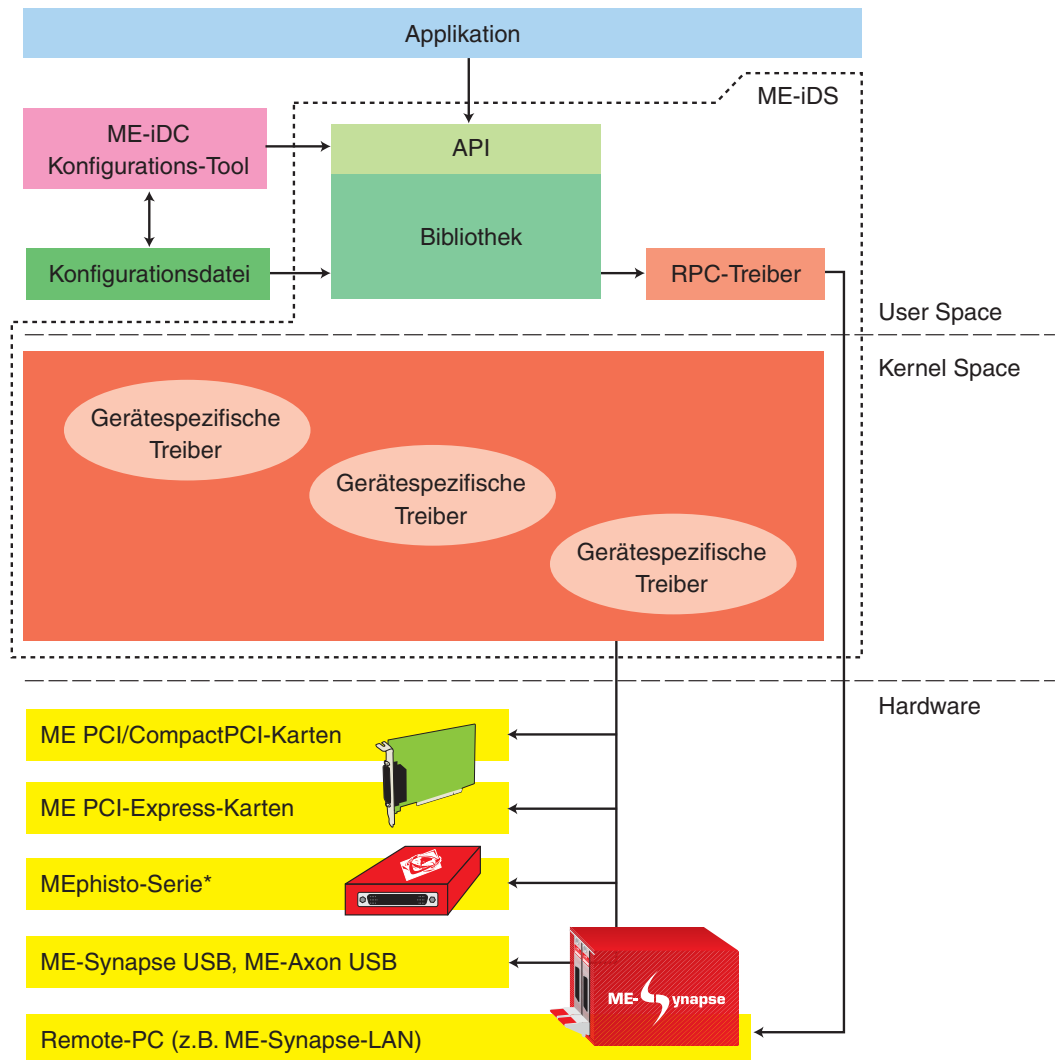 Applikation
ME-iDS
ME-iDC
Konfigurations-Tool
API
Bibliothek
Konfigurationsdatei
RPC-Treiber
User Space
Kernel Space
Gerätespezifische
Treiber
Gerätespezifische
Treiber
Gerätespezifische
Treiber
Hardware
ME PCI/CompactPCI-Karten
ME PCI-Express-Karten
MEphisto-Serie*
ME-Synapse USB, ME-Axon USB
ME-Synapse
Remote-PC (z.B. ME-Synapse-LAN)